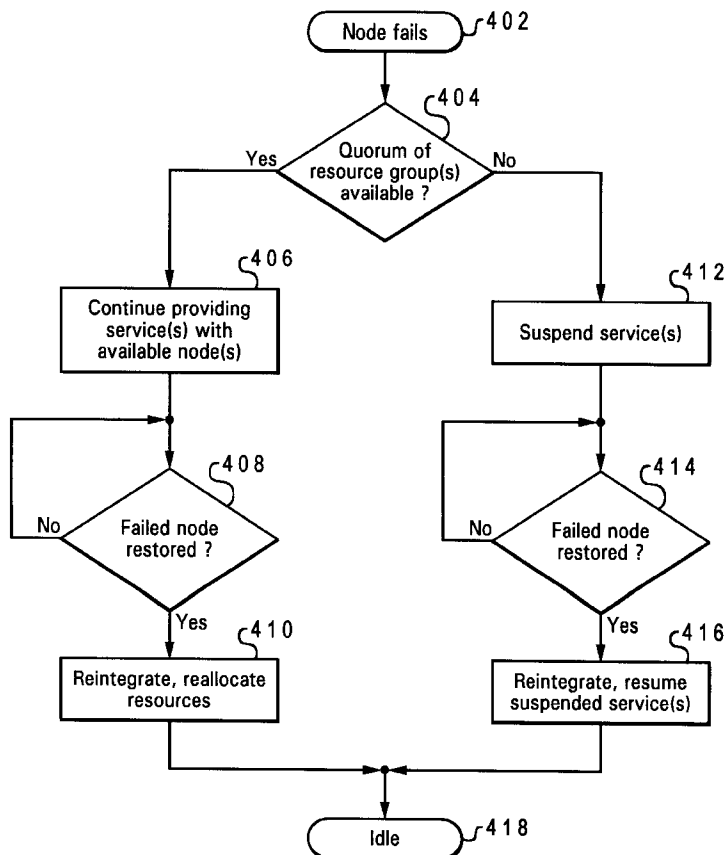 Node fails
402
404
Quorum of
resource group(s)
available ?
Yes
No
406
Continue providing
service(s) with
available node(s)
412
Suspend service(s)
408
Failed node
restored ?
No
Yes
414
Failed node
restored ?
No
Yes
410
Reintegrate, reallocate
resources
416
Reintegrate, resume
suspended service(s)
Idle
418